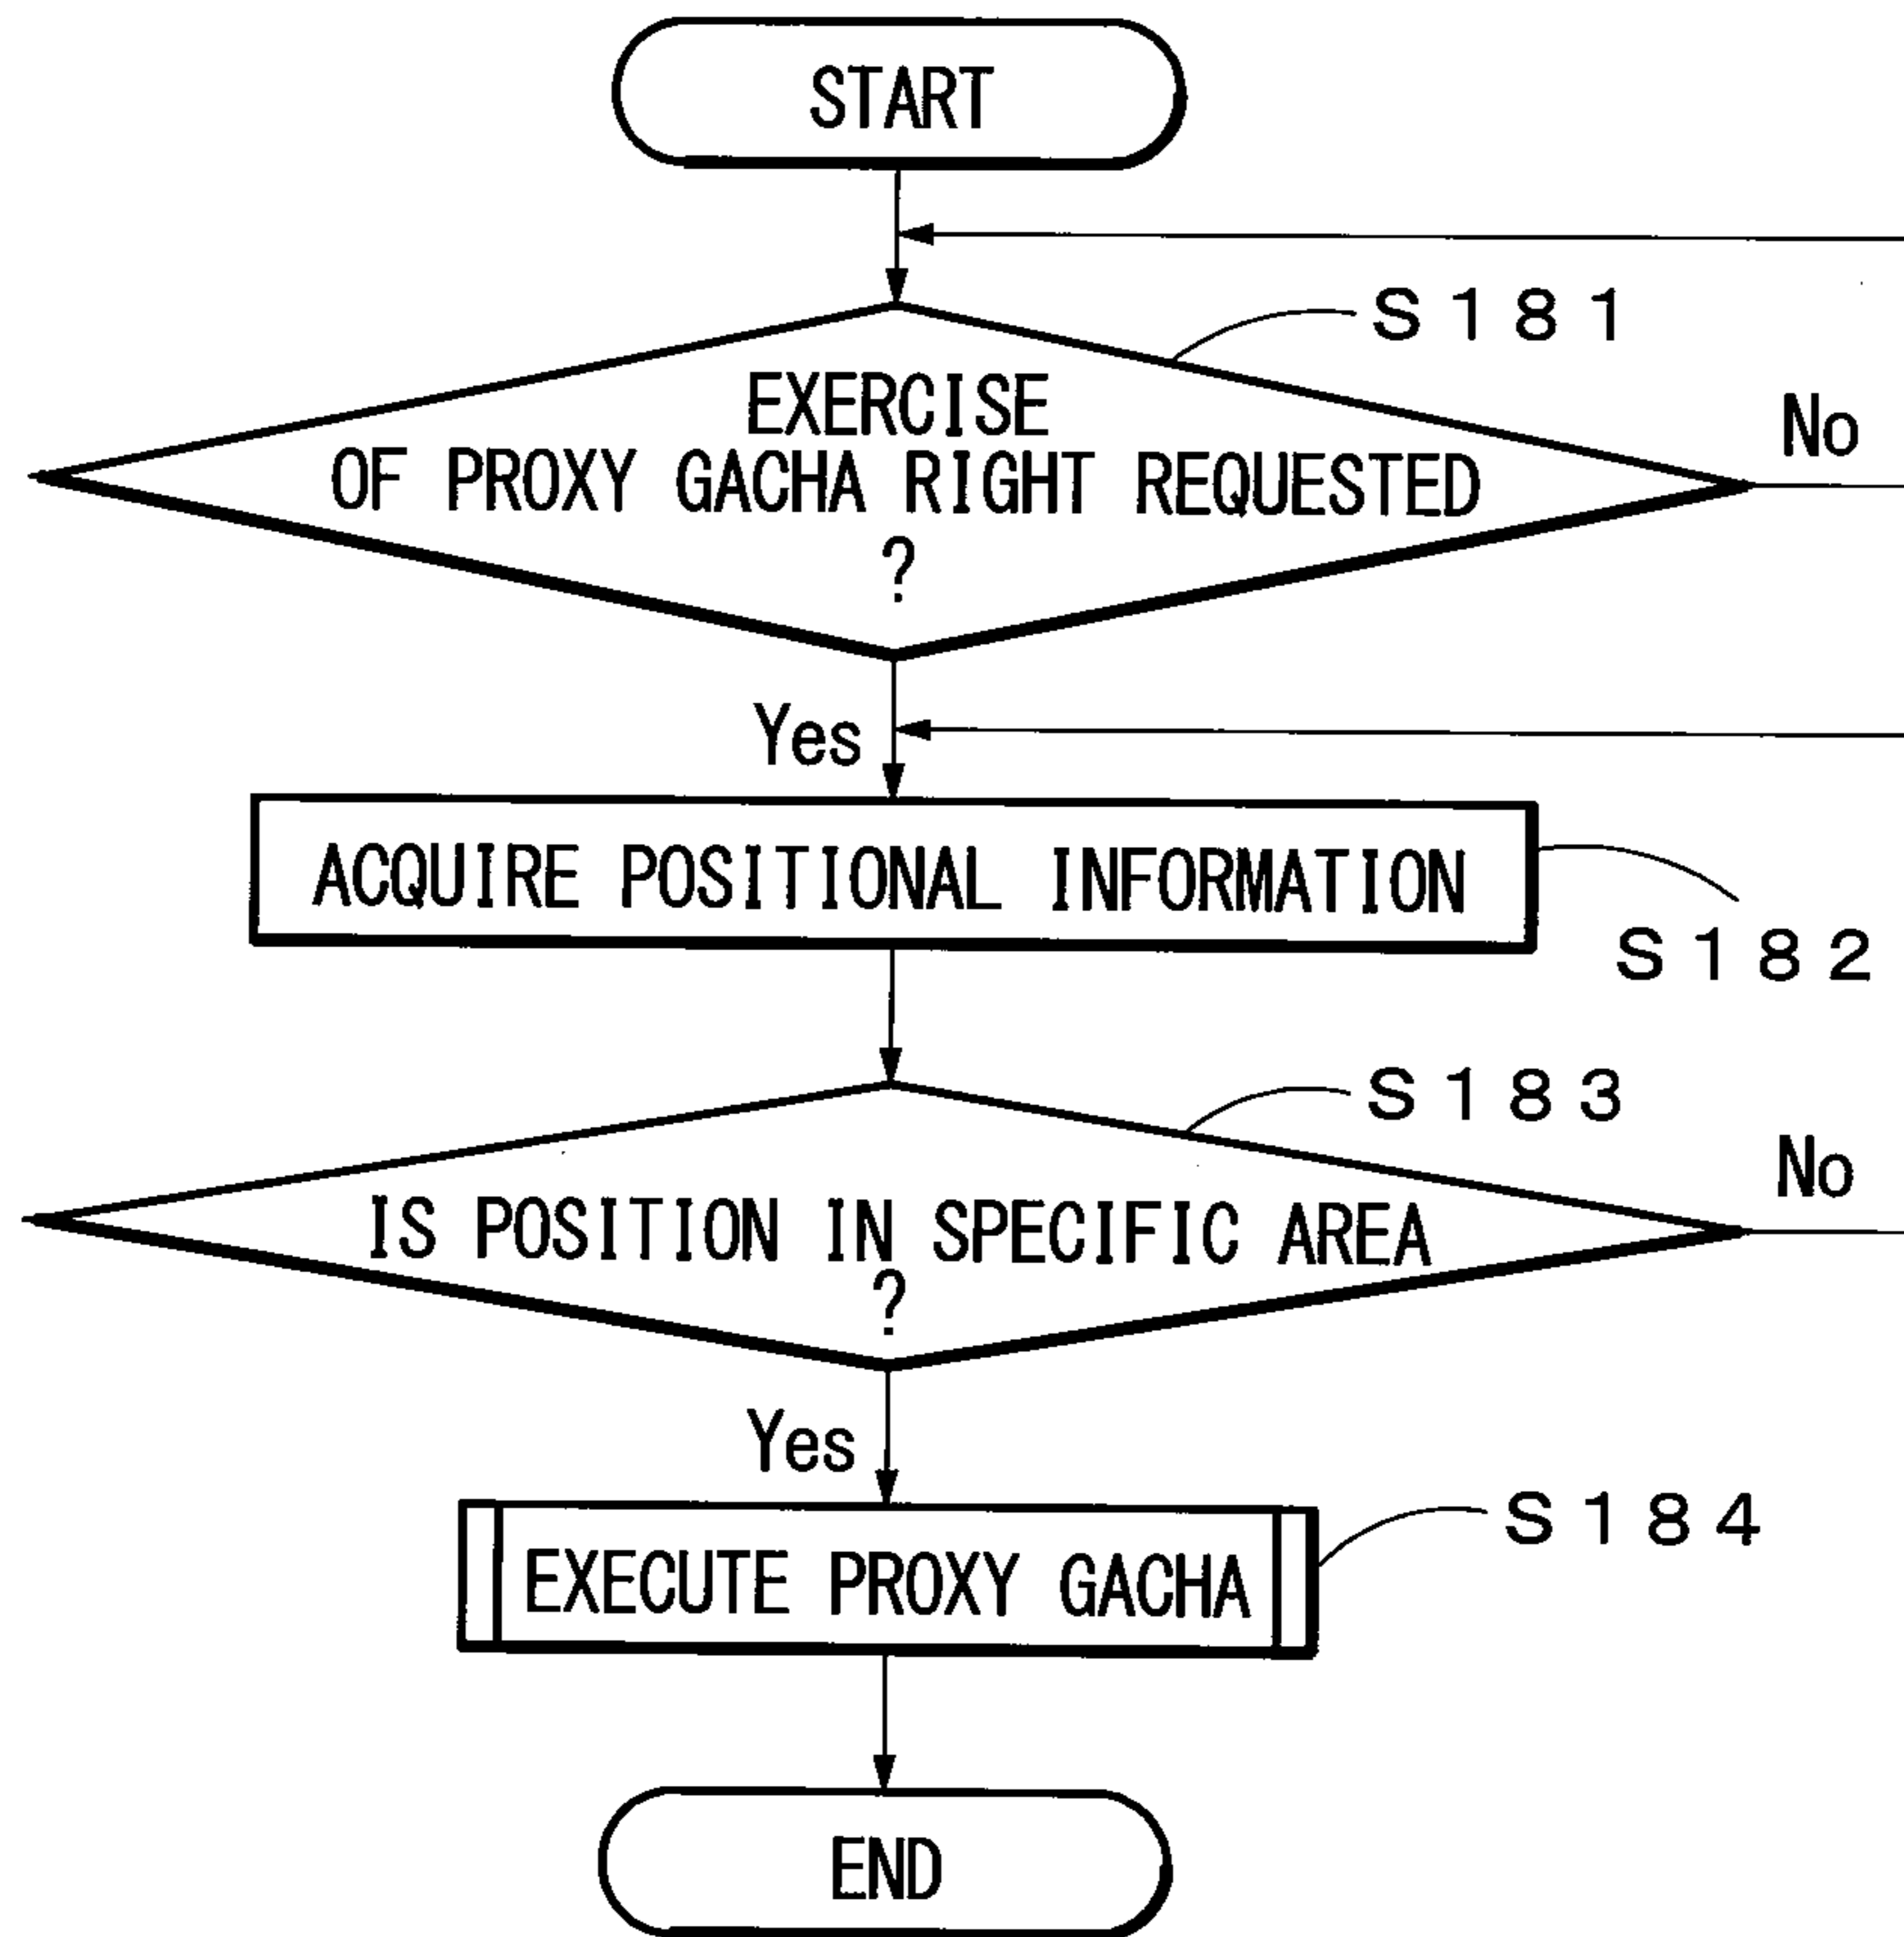 START
S181
EXERCISE
OF PROXY GACHA RIGHT REQUESTED
?
No
Yes
ACQUIRE POSITIONAL INFORMATION
S182
S183
IS POSITION IN SPECIFIC AREA
?
No
Yes
EXECUTE PROXY GACHA
S184
END